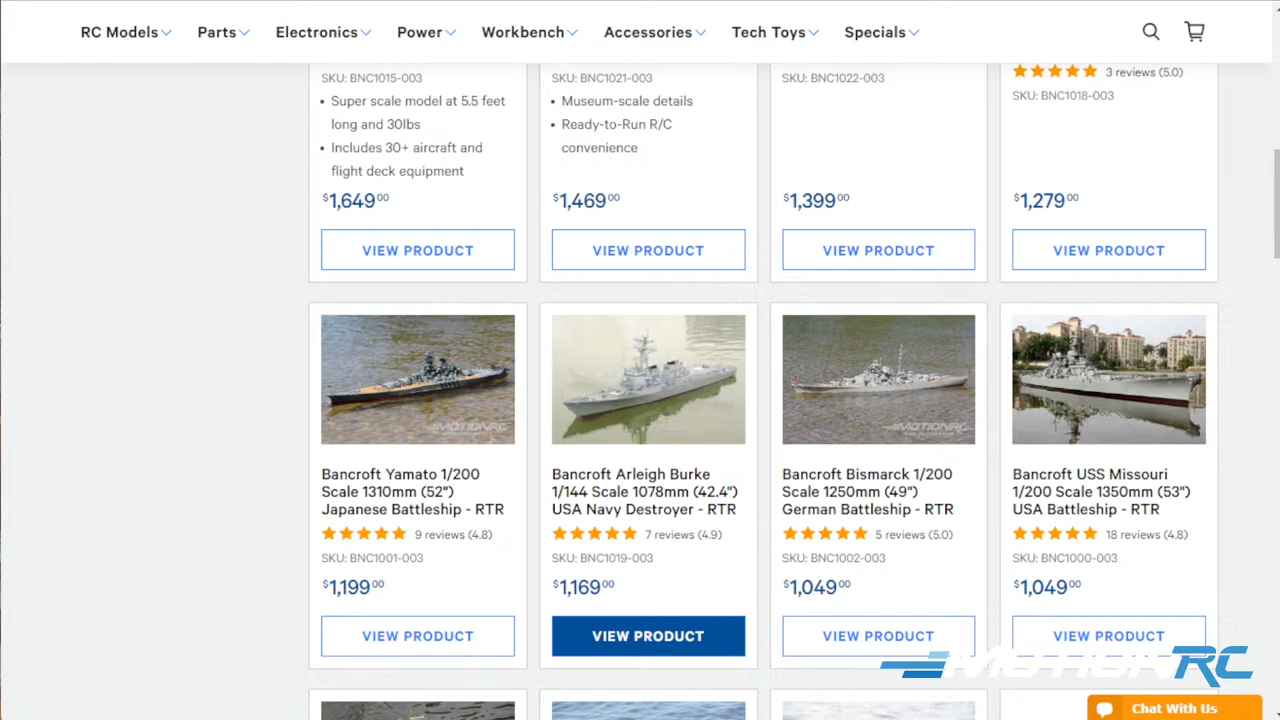 RC Models Parts Electronics Power Workbench Accessories Tech Toys Specials
SKU: BNC1015-003
• Super scale model at 5.5 feet
long and 30lbs
• Includes 30+ aircraft and
flight deck equipment
$1,649.00
VIEW PRODUCT
SKU: BNC1021-003
• Museum-scale details
• Ready-to-Run R/C
convenience
$1,469.00
VIEW PRODUCT
SKU: BNC1022-003
$1,399.00
VIEW PRODUCT
3 reviews (5.0)
SKU: BNC1018-003
$1,279.00
VIEW PRODUCT
MOTIONRC
Bancroft Yamato 1/200
Scale 1310mm (52")
Japanese Battleship - RTR
9 reviews (4.8)
SKU: BNC1001-003
$1,199.00
VIEW PRODUCT
Bancroft Arleigh Burke
1/144 Scale 1078mm (42.4")
USA Navy Destroyer - RTR
7 reviews (4.9)
SKU: BNC1019-003
$1,169.00
VIEW PRODUCT
MOTIONRC
Bancroft Bismarck 1/200
Scale 1250mm (49")
German Battleship - RTR
5 reviews (5.0)
SKU: BNC1002-003
$1,049.00
VIEW PRODUCT
Bancroft USS Missouri
1/200 Scale 1350mm (53")
USA Battleship - RTR
18 reviews (4.8)
SKU: BNC1000-003
$1,049.00
VIEW PRODUCT
MOTIONRC
Chat With Us